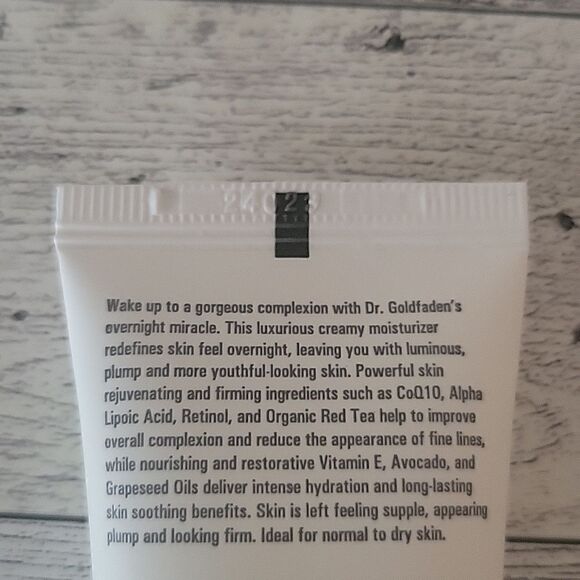 Wake up to a gorgeous complexion with Dr. Goldfaden's
overnight miracle. This luxurious creamy moisturizer
redefines skin feel overnight, leaving you with luminous,
plump and more youthful-looking skin. Powerful skin
rejuvenating and firming ingredients such as CoQ10, Alpha
Lipoic Acid, Retinol, and Organic Red Tea help to improve
overall complexion and reduce the appearance of fine lines,
while nourishing and restorative Vitamin E, Avocado, and
Grapeseed Oils deliver intense hydration and long-lasting
skin soothing benefits. Skin is left feeling supple, appearing
plump and looking firm. Ideal for normal to dry skin.